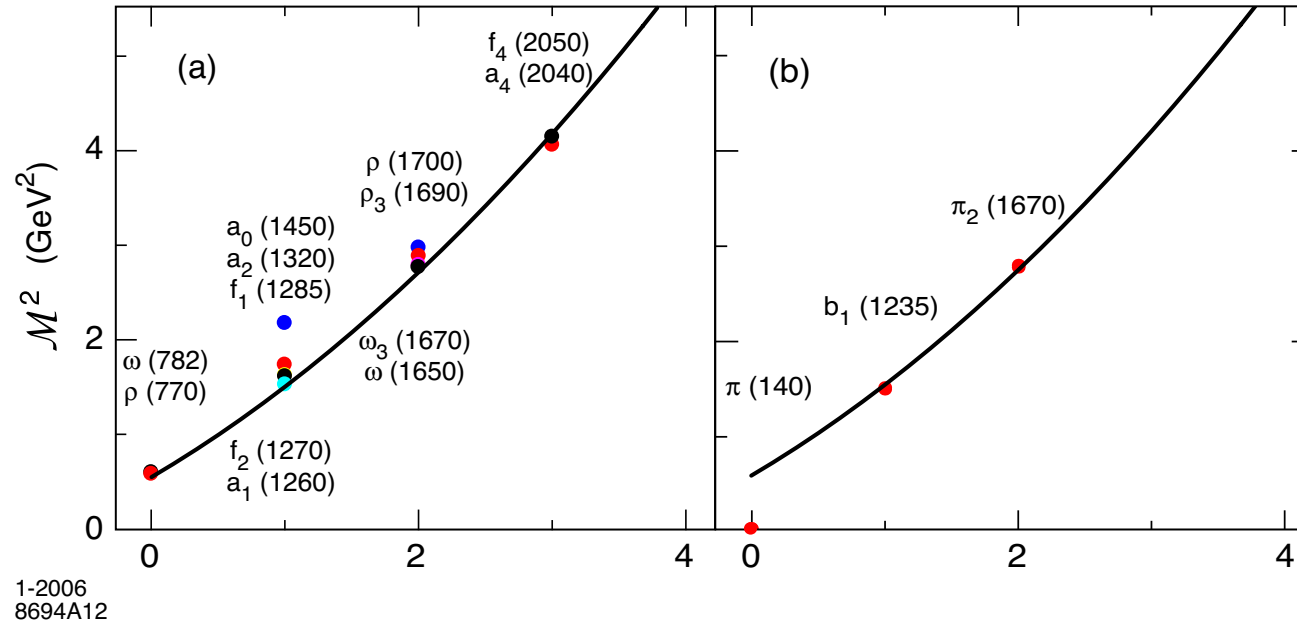 (a)
f4 (2050)
a4 (2040)
ρ (1700)
ρ3 (1690)
a0 (1450)
a2 (1320)
f1 (1285)
ω (782)
ρ (770)
ω3 (1670)
ω (1650)
f2 (1270)
a1 (1260)
ℳ² (GeV²)
4
2
0
0
2
4
(b)
π2 (1670)
b1 (1235)
π (140)
0
2
4
1-2006
8694A12